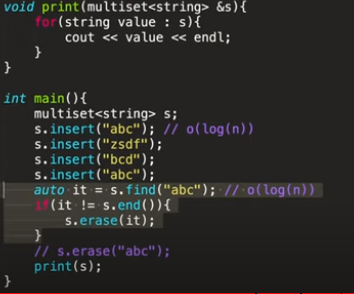 void print(multiset<string> &s){
for(string value : s){
cout << value << endl;
}
}
int main(){
multiset<string> s;
s.insert("abc"); // o(log(n))
s.insert("zsdf");
s.insert("bcd");
s.insert("abc");
auto it = s.find("abc"); // o(log(n))
if(it != s.end()){
s.erase(it);
}
// s.erase("abc");
print(s);
}